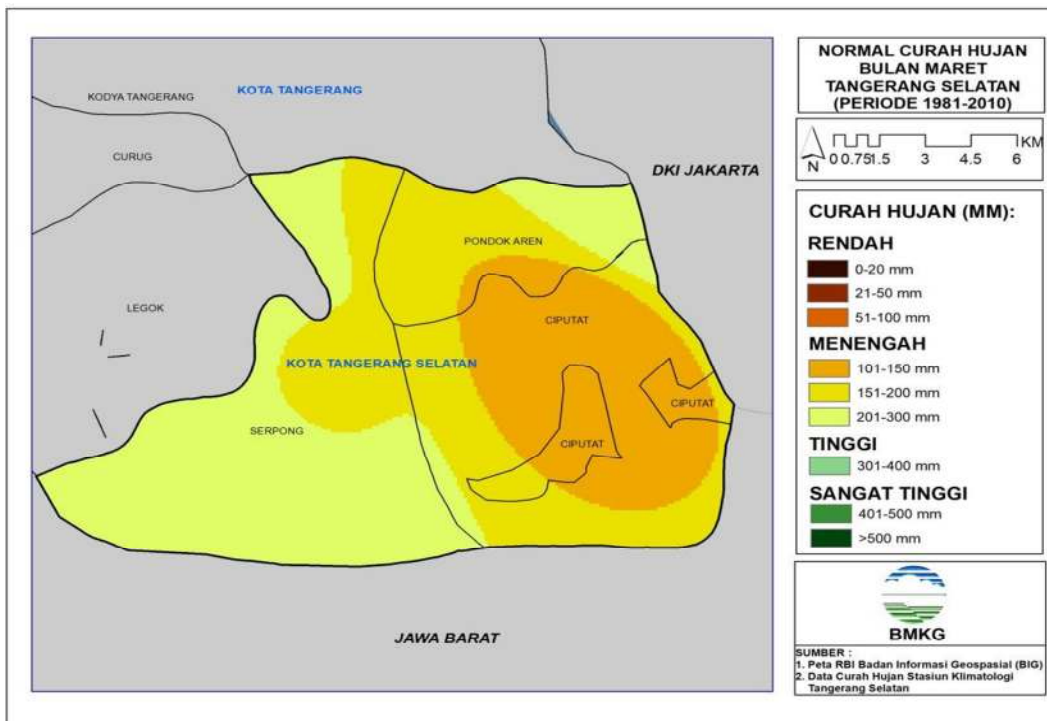 NORMAL CURAH HUJAN
BULAN MARET
TANGERANG SELATAN
(PERIODE 1981-2010)
N
KM
0 0.75 1.5 3 4.5 6
CURAH HUJAN (MM):
RENDAH
0-20 mm
21-50 mm
51-100 mm
MENENGAH
101-150 mm
151-200 mm
201-300 mm
TINGGI
301-400 mm
SANGAT TINGGI
401-500 mm
>500 mm
BMKG
SUMBER :
1. Peta RBI Badan Informasi Geospasial (BIG)
2. Data Curah Hujan Stasiun Klimatologi
Tangerang Selatan
KODYA TANGERANG
KOTA TANGERANG
CURUG
DKI JAKARTA
PONDOK AREN
LEGOK
CIPUTAT
KOTA TANGERANG SELATAN
CIPUTAT
SERPONG
CIPUTAT
JAWA BARAT